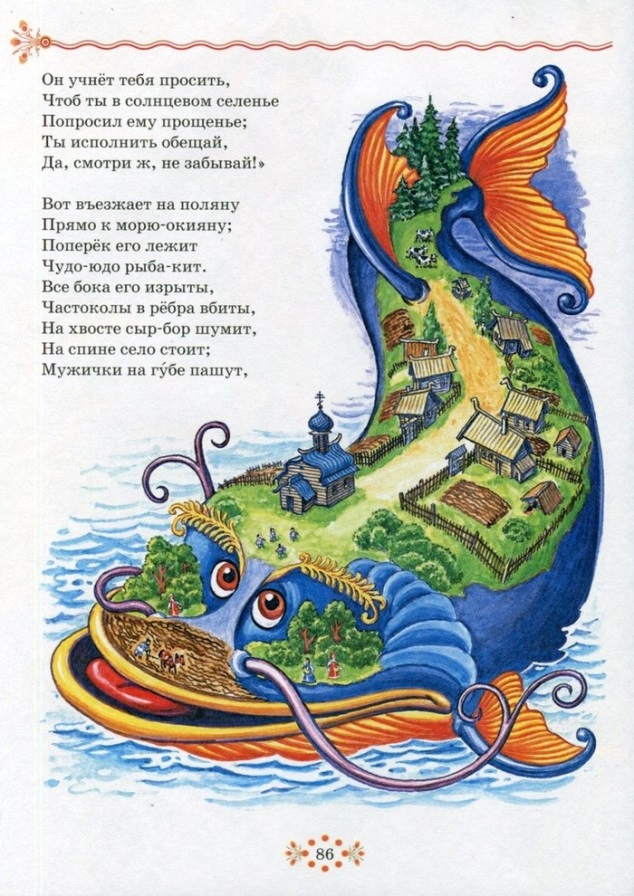 Он учнёт тебя просить,
Чтоб ты в солнцевом селенье
Попросил ему прощенье;
Ты исполнить обещай,
Да, смотри ж, не забывай!»
Вот въезжает на поляну
Прямо к морю-окияну;
Поперёк его лежит
Чудо-юдо рыба-кит.
Все бока его изрыты,
Частоколы в рёбра вбиты,
На хвосте сыр-бор шумит,
На спине село стоит;
Мужички на гу́бе пашут,
86